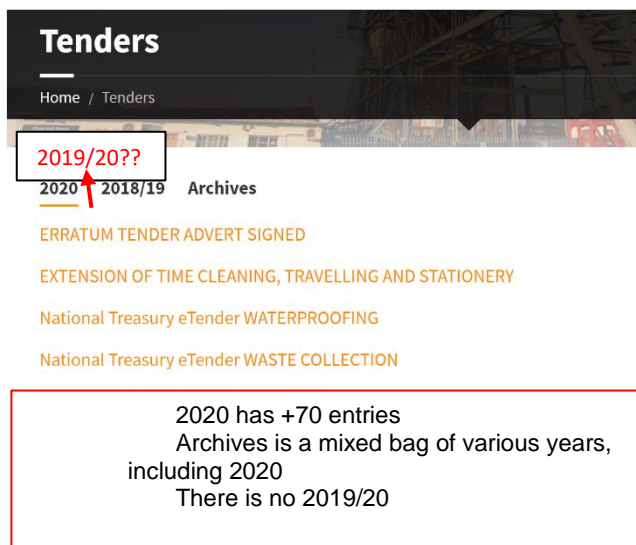 Tenders
Home / Tenders
2019/20??
2020 2018/19 Archives
ERRATUM TENDER ADVERT SIGNED
EXTENSION OF TIME CLEANING, TRAVELLING AND STATIONERY
National Treasury eTender WATERPROOFING
National Treasury eTender WASTE COLLECTION
2020 has +70 entries
Archives is a mixed bag of various years,
including 2020
There is no 2019/20